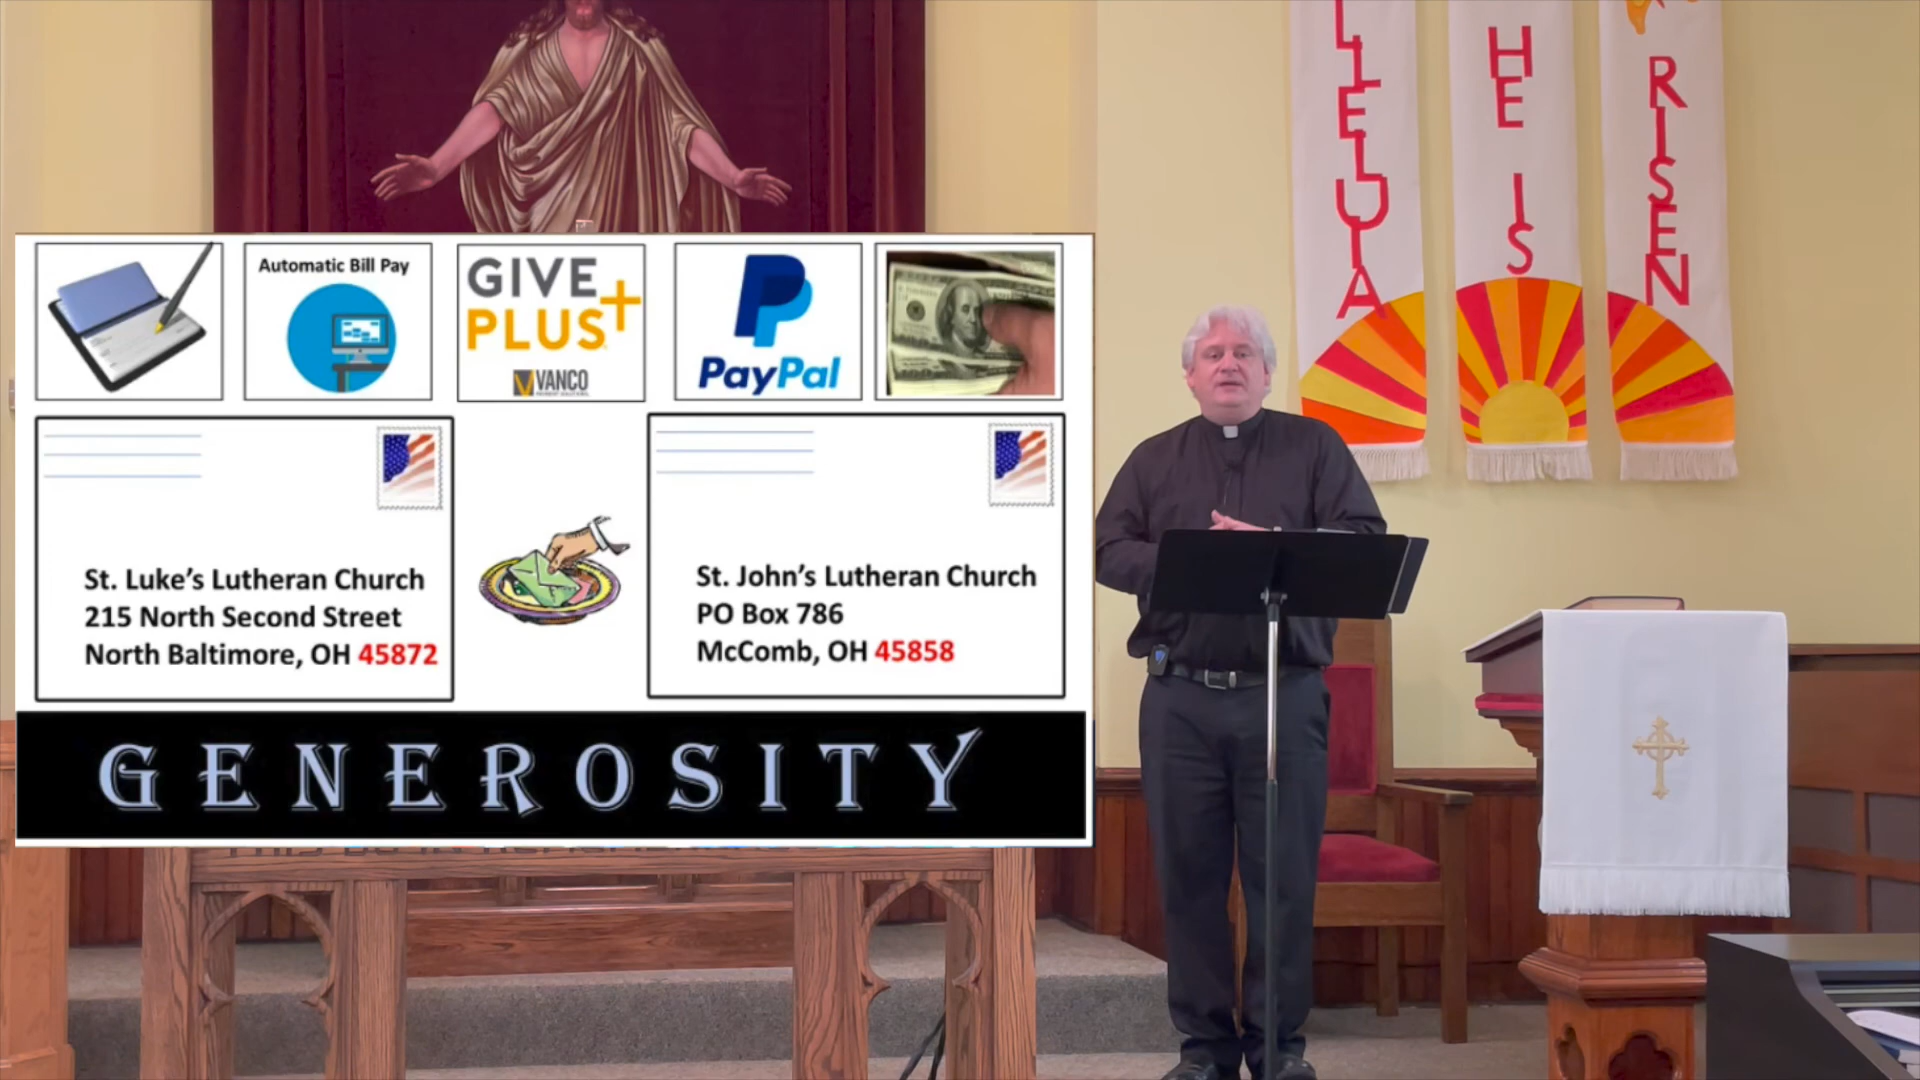 LLELUIA
HE IS
RISEN
Automatic Bill Pay
GIVE
PLUS+
VANCO
PayPal
St. Luke's Lutheran Church
215 North Second Street
North Baltimore, OH 45872
St. John's Lutheran Church
PO Box 786
McComb, OH 45858
GENEROSITY